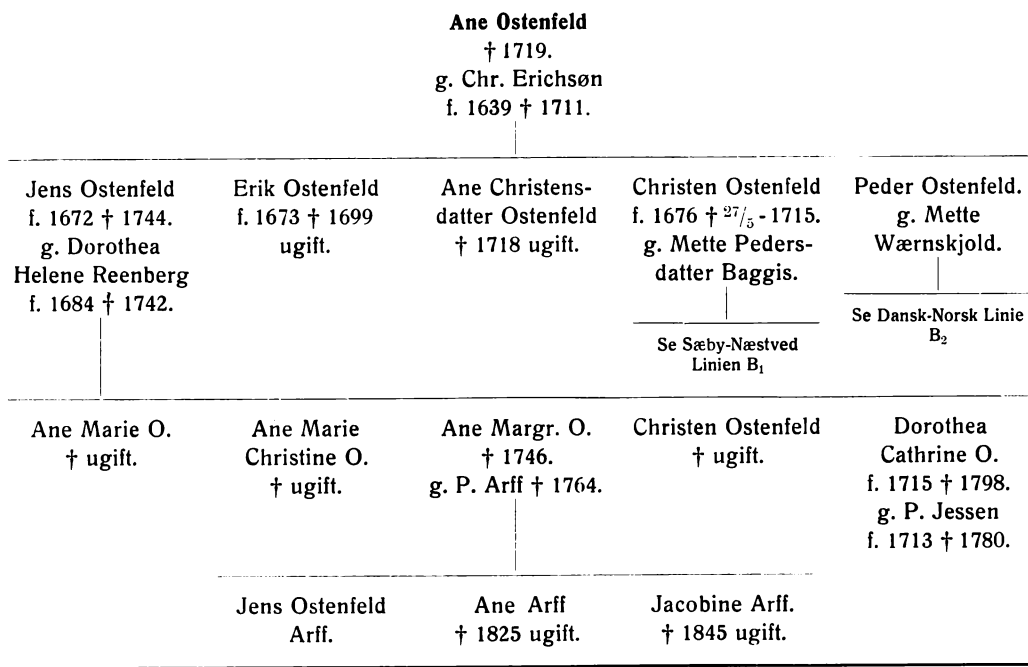 Ane Ostenfeld
† 1719.
g. Chr. Erichsøn
f. 1639 † 1711.
Jens Ostenfeld
f. 1672 † 1744.
g. Dorothea
Helene Reenberg
f. 1684 † 1742.
Erik Ostenfeld
f. 1673 † 1699
ugift.
Ane Christens-
datter Ostenfeld
† 1718 ugift.
Christen Ostenfeld
f. 1676 † 27/5 - 1715.
g. Mette Peders-
datter Baggis.
Se Sæby-Næstved
Linien B₁
Peder Ostenfeld.
g. Mette
Wærnskjold.
Se Dansk-Norsk Linie
B₂
Ane Marie O.
† ugift.
Ane Marie
Christine O.
† ugift.
Ane Margr. O.
† 1746.
g. P. Arff † 1764.
Christen Ostenfeld
† ugift.
Dorothea
Cathrine O.
f. 1715 † 1798.
g. P. Jessen
f. 1713 † 1780.
Jens Ostenfeld
Arff.
Ane Arff
† 1825 ugift.
Jacobine Arff.
† 1845 ugift.